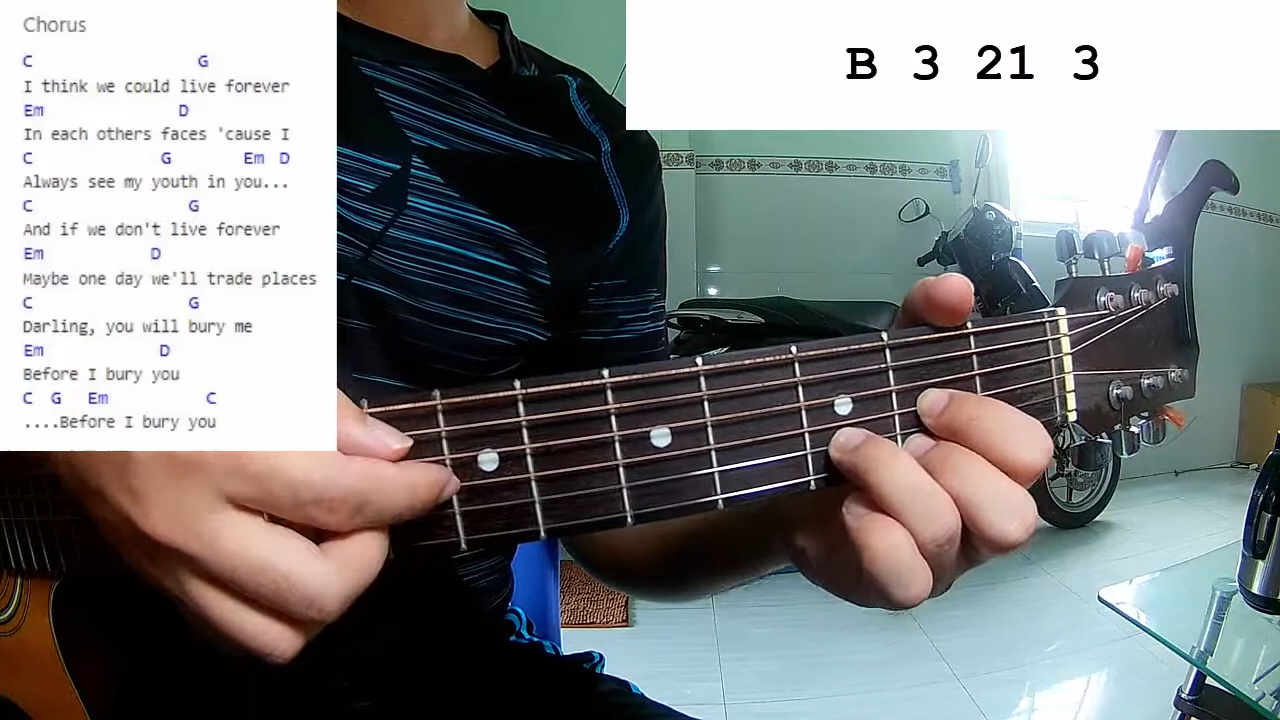 Chorus
C G
I think we could live forever
Em D
In each others faces 'cause I
C G Em D
Always see my youth in you...
C G
And if we don't live forever
Em D
Maybe one day we'll trade places
C G
Darling, you will bury me
Em D
Before I bury you
C G Em C
....Before I bury you
B 3 21 3